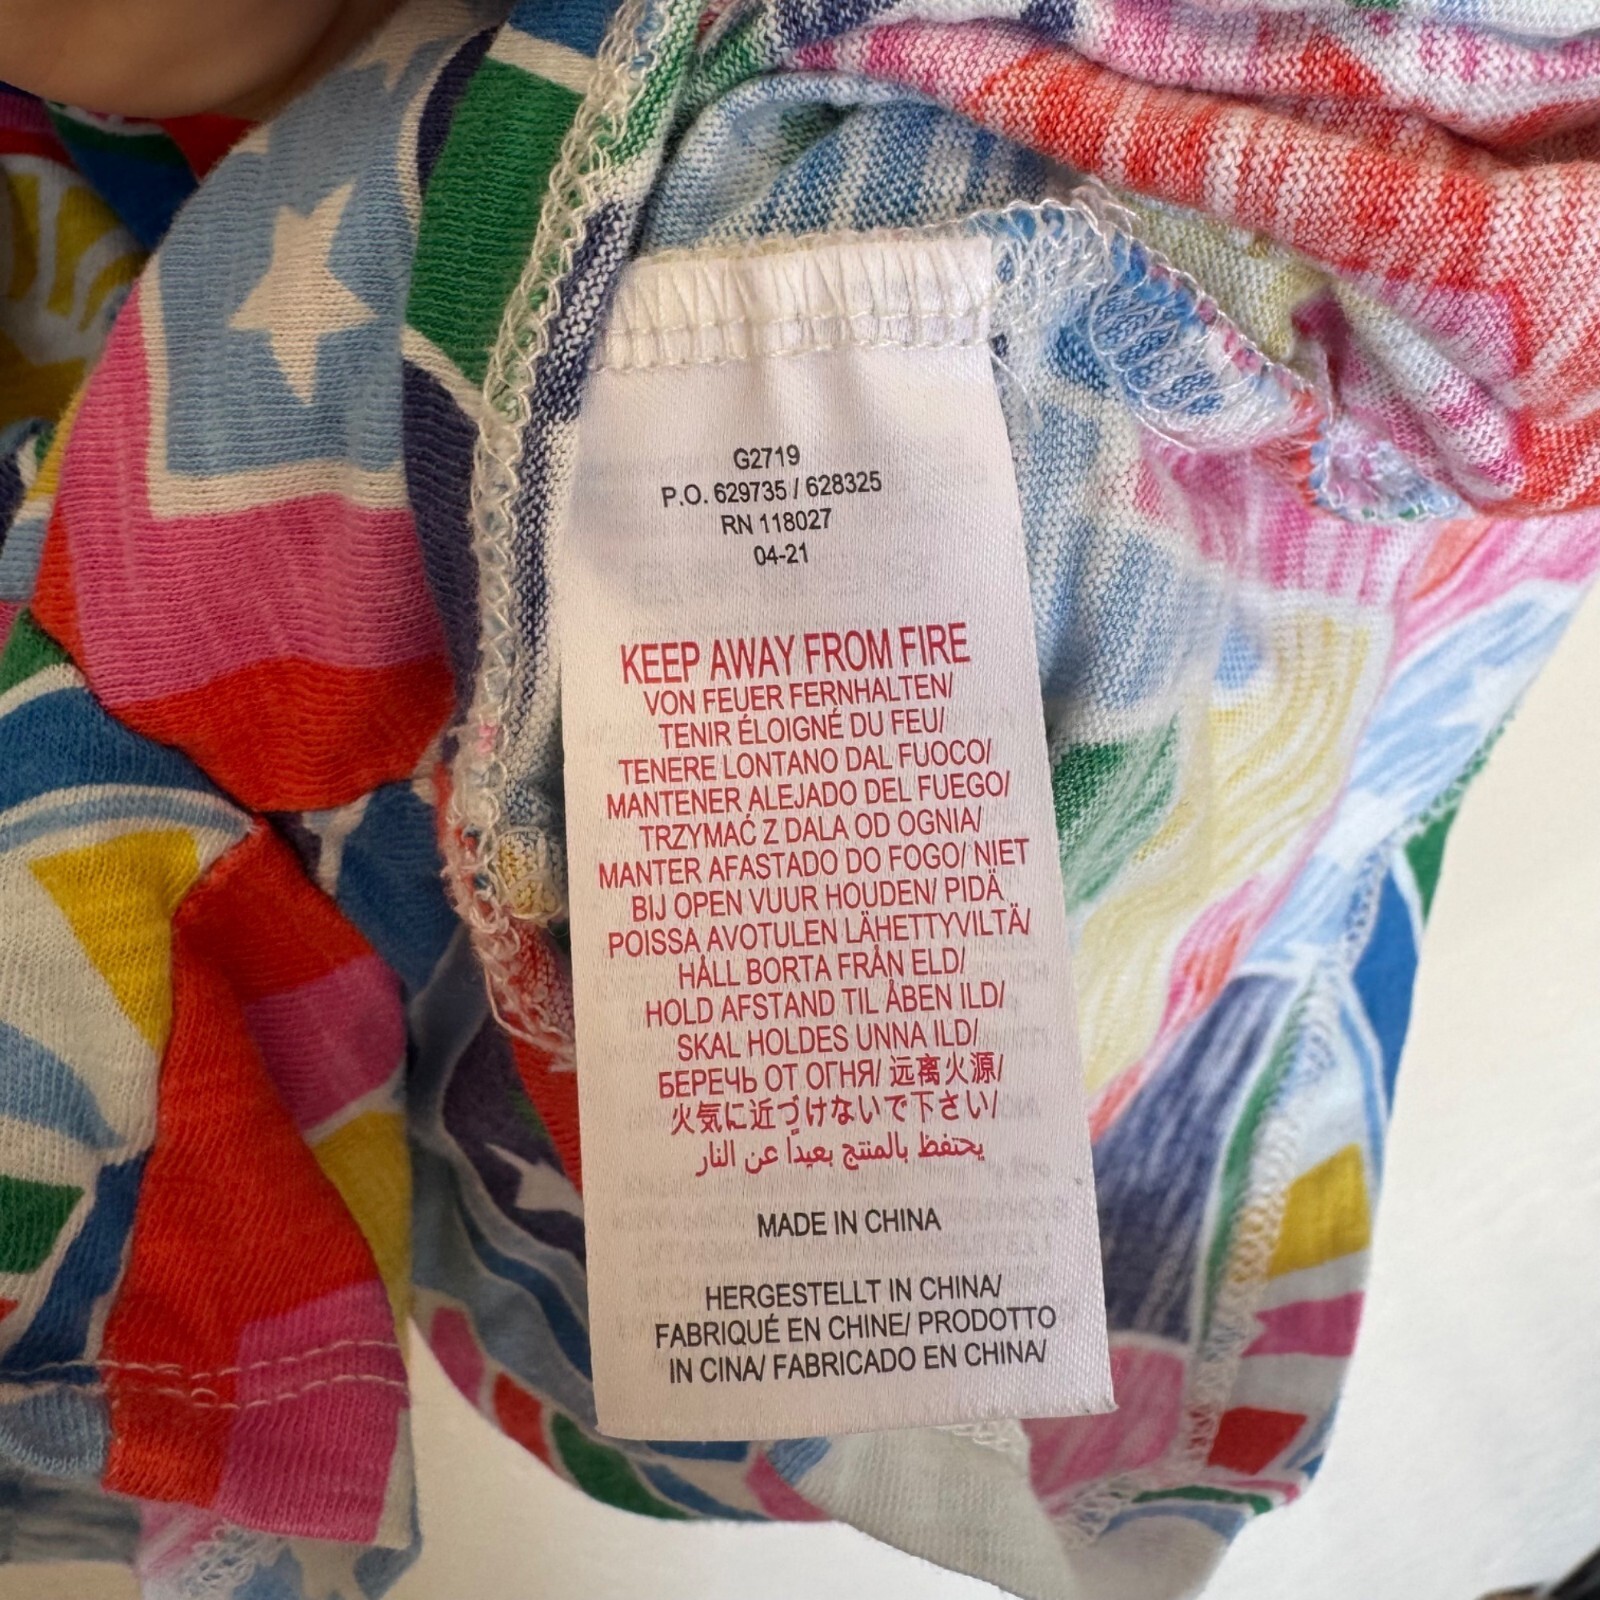 G2719
P.O. 629735 / 628325
RN 118027
04-21
KEEP AWAY FROM FIRE
VON FEUER FERNHALTEN/
TENIR ÉLOIGNÉ DU FEU/
TENERE LONTANO DAL FUOCO/
MANTENER ALEJADO DEL FUEGO/
TRZYMAĆ Z DALA OD OGNIA/
MANTER AFASTADO DO FOGO/ NIET
BIJ OPEN VUUR HOUDEN/ PIDÄ
POISSA AVOTULEN LÄHETTYVILTÄ/
HÅLL BORTA FRÅN ELD/
HOLD AFSTAND TIL ÅBEN ILD/
SKAL HOLDES UNNA ILD/
БЕРЕЧЬ ОТ ОГНЯ/ 远离火源/
火気に近づけないで下さい/
يحتفظ بالمنتج بعيداً عن النار
MADE IN CHINA
HERGESTELLT IN CHINA/
FABRIQUÉ EN CHINE/ PRODOTTO
IN CINA/ FABRICADO EN CHINA/